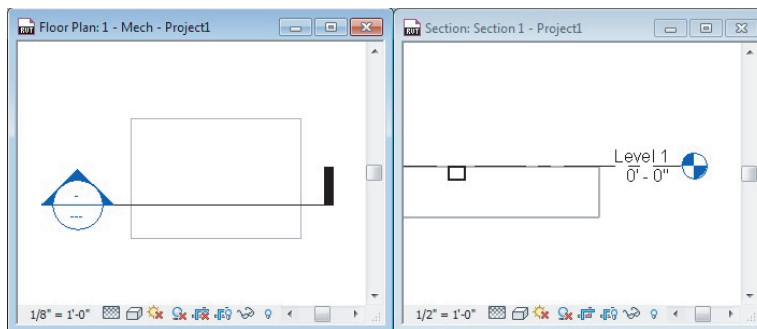 Floor Plan: 1 - Mech - Project1
-
---
1/8" = 1'-0"
Section: Section 1 - Project1
Level 1
0' - 0"
1/2" = 1'-0"